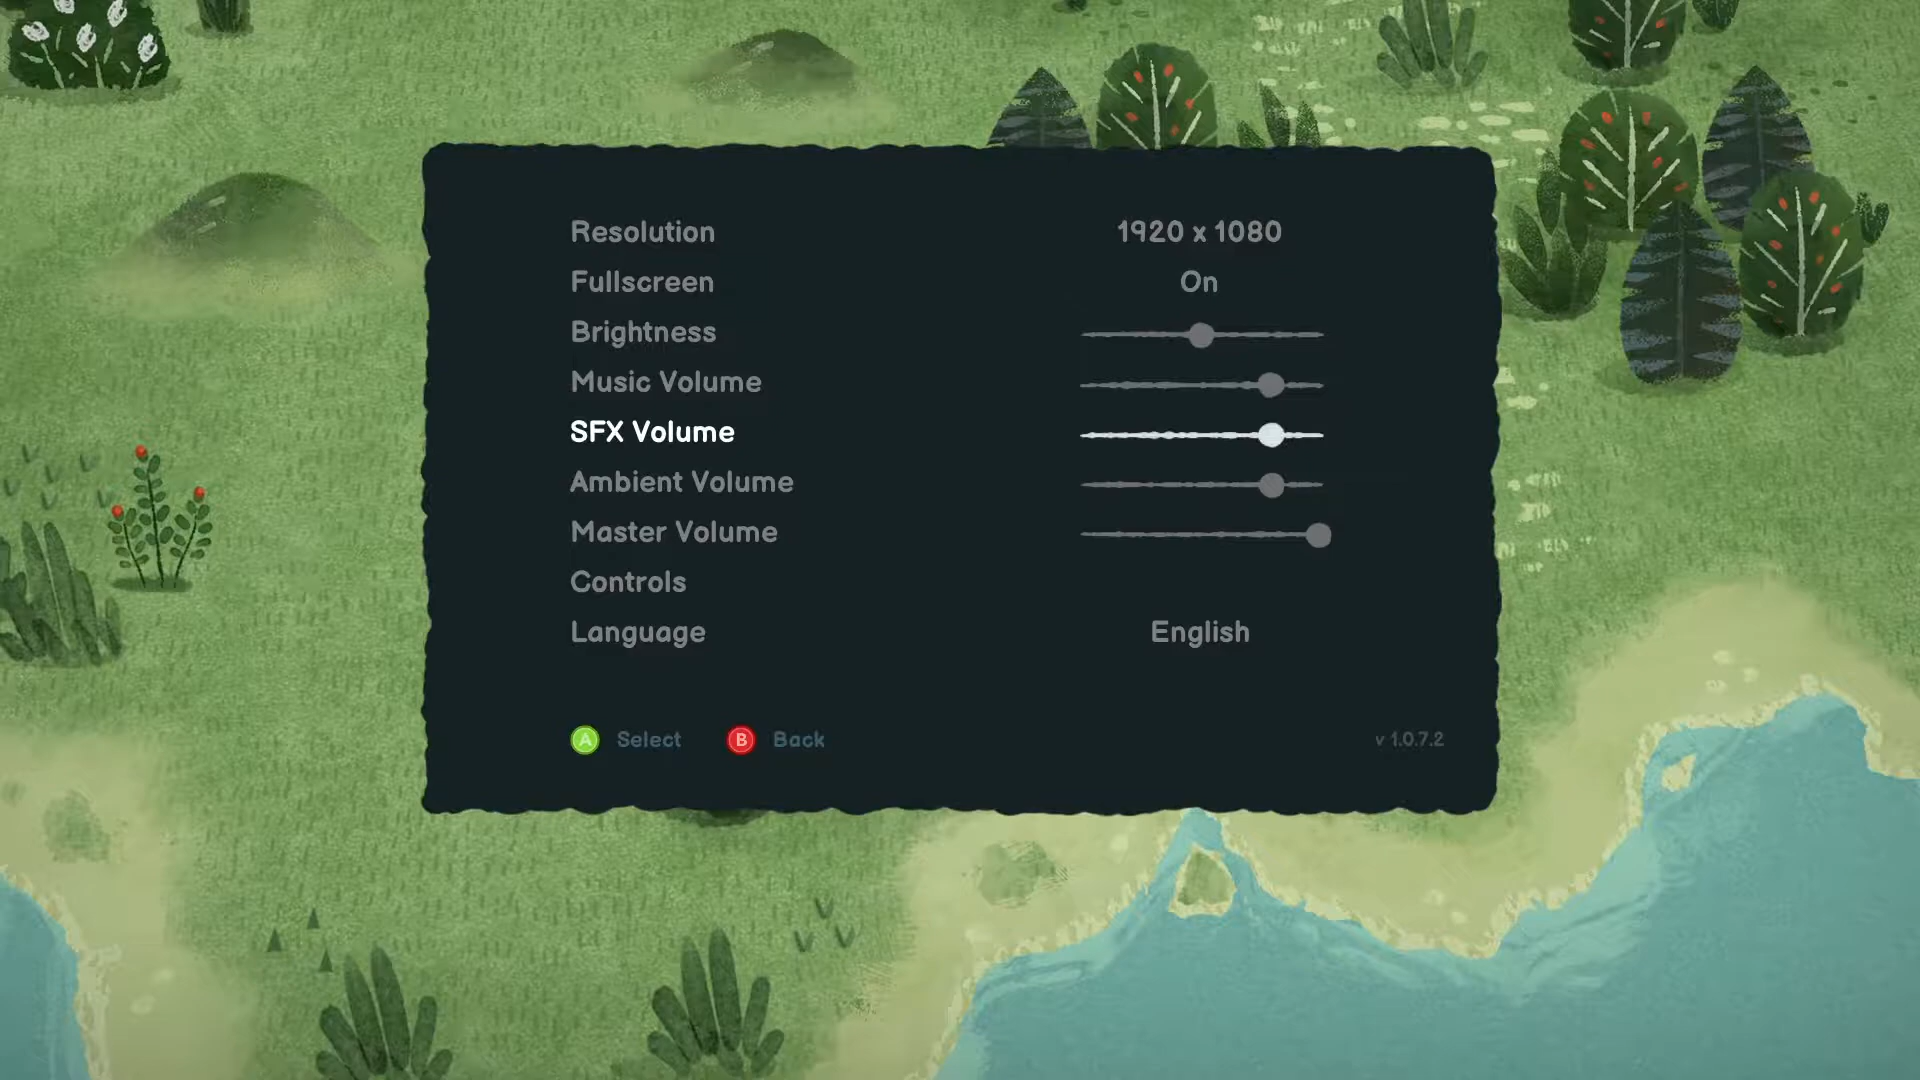 Resolution 1920 x 1080
Fullscreen On
Brightness
Music Volume
SFX Volume
Ambient Volume
Master Volume
Controls
Language English
A Select B Back v 1.0.7.2